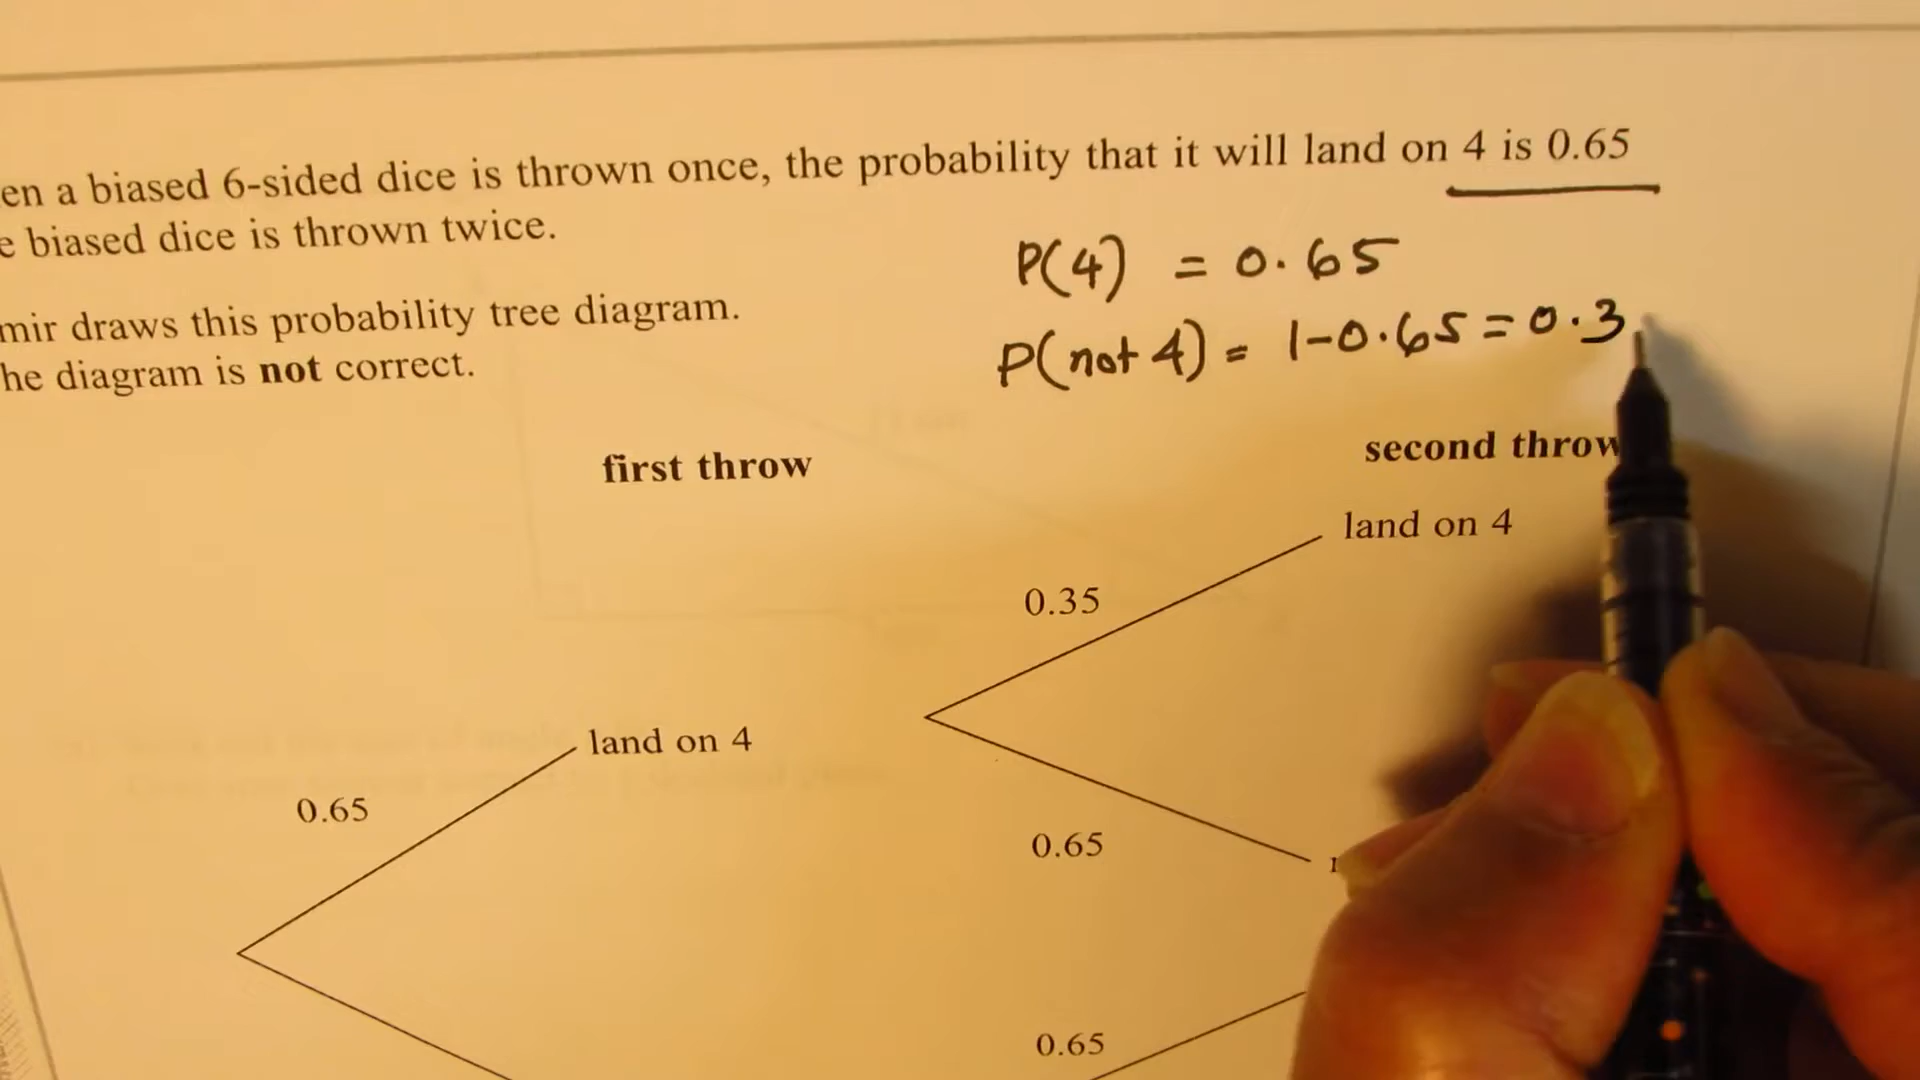 en a biased 6-sided dice is thrown once, the probability that it will land on 4 is 0.65
e biased dice is thrown twice.
P(4) = 0.65
mir draws this probability tree diagram.
P(not 4) = 1-0.65 = 0.3
he diagram is not correct.
first throw
second throw
land on 4
0.35
land on 4
0.65
0.65
0.65